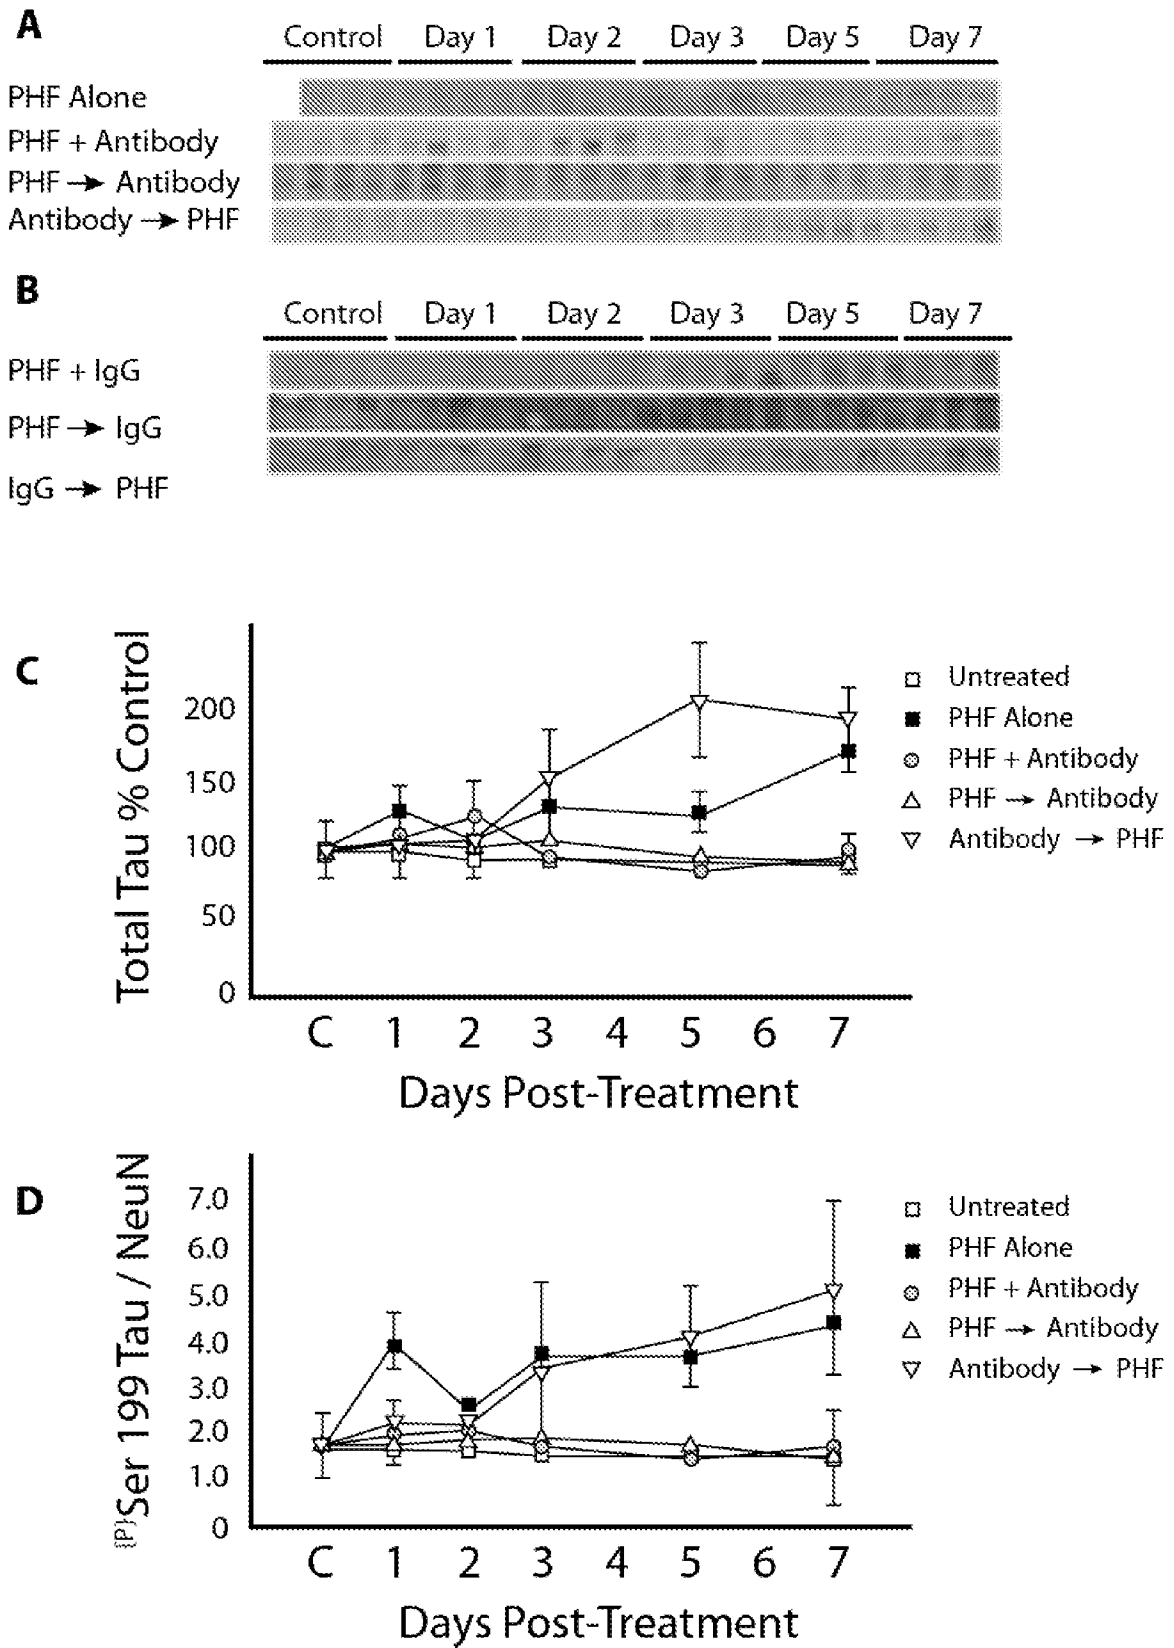 A
Control Day 1 Day 2 Day 3 Day 5 Day 7
PHF Alone
PHF + Antibody
PHF → Antibody
Antibody → PHF
B
Control Day 1 Day 2 Day 3 Day 5 Day 7
PHF + IgG
PHF → IgG
IgG → PHF
C
Total Tau % Control
200
150
100
50
0
C 1 2 3 4 5 6 7
Days Post-Treatment
Untreated
PHF Alone
PHF + Antibody
PHF → Antibody
Antibody → PHF
D
{P}Ser 199 Tau / NeuN
7.0
6.0
5.0
4.0
3.0
2.0
1.0
0
C 1 2 3 4 5 6 7
Days Post-Treatment
Untreated
PHF Alone
PHF + Antibody
PHF → Antibody
Antibody → PHF